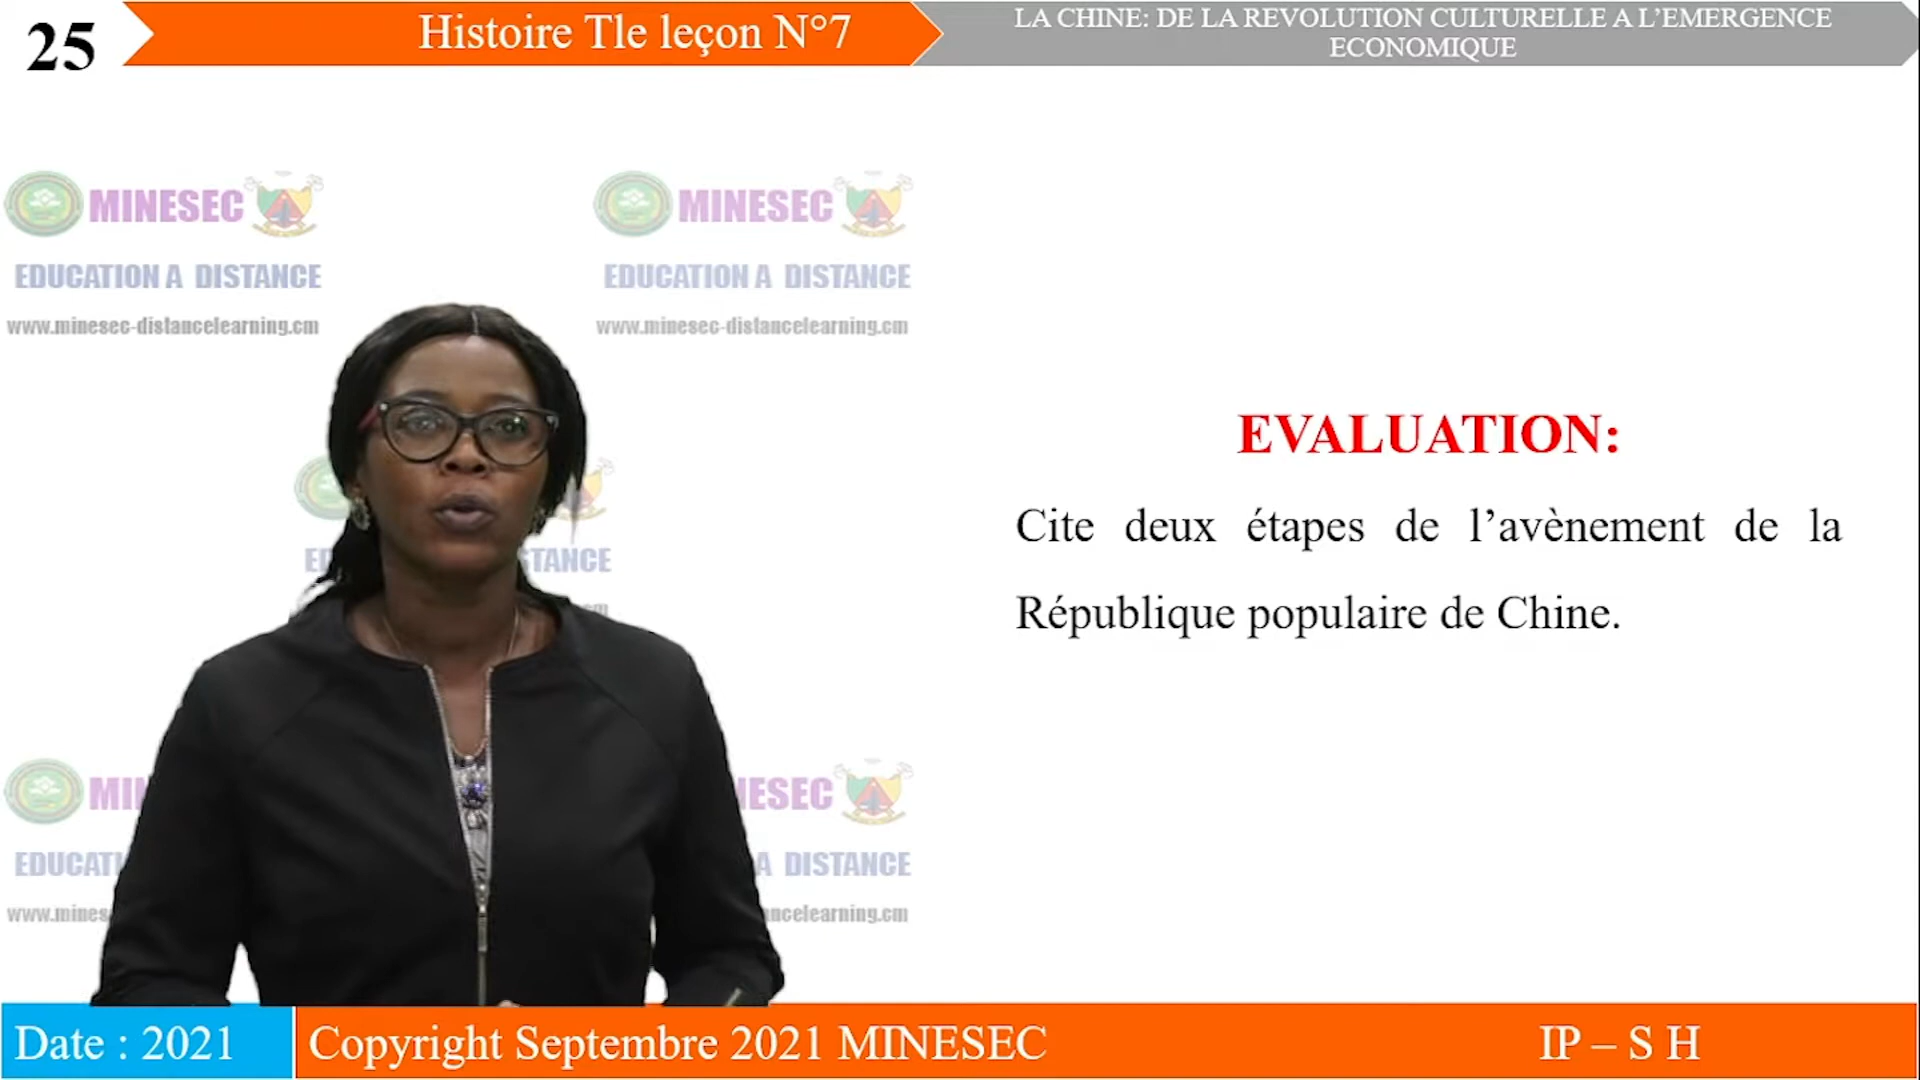 25
Histoire Tle leçon N°7
LA CHINE: DE LA REVOLUTION CULTURELLE A L’EMERGENCE
ECONOMIQUE
MINESEC
EDUCATION A DISTANCE
www.minesec-distancelearning.cm
MINESEC
EDUCATION A DISTANCE
www.minesec-distancelearning.cm
EVALUATION:
Cite deux étapes de l’avènement de la
République populaire de Chine.
A DISTANCE
Date : 2021
Copyright Septembre 2021 MINESEC
IP – S H